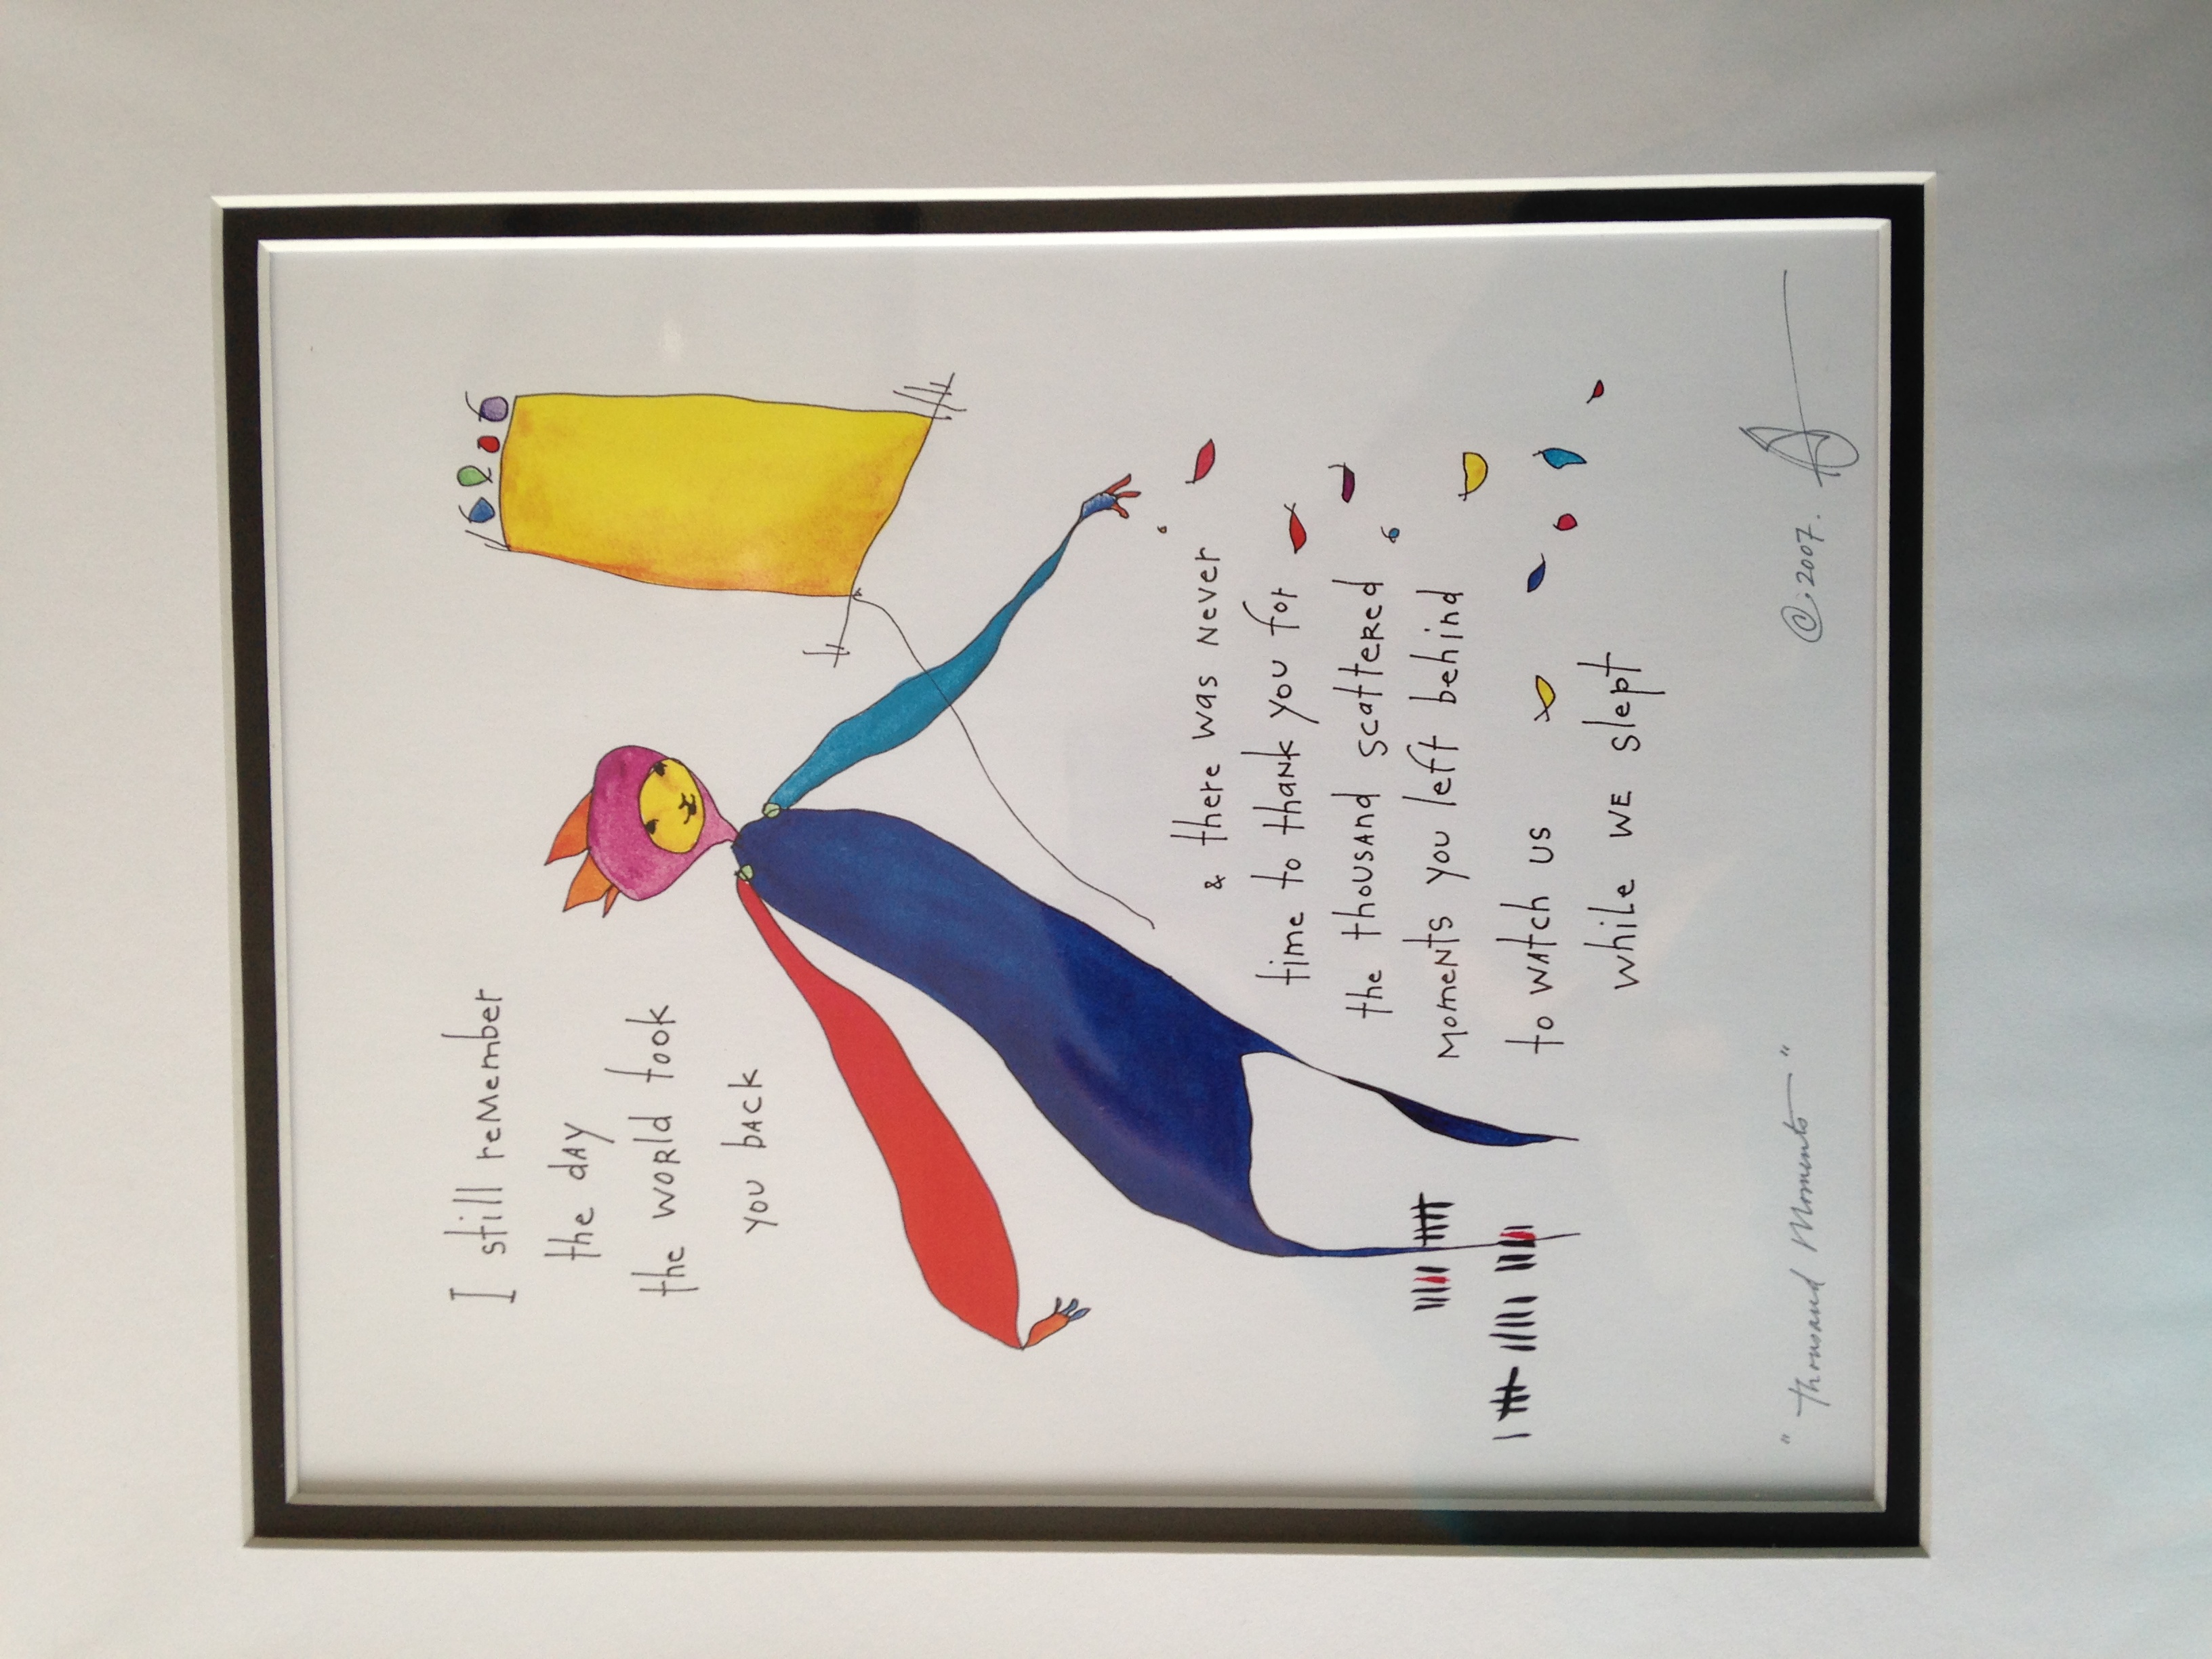 I still remember
the day
the world took
you back
& there was never
time to thank you for
the thousand scattered
moments you left behind
to watch us
while we slept
"Thousand Moments"
©.2007.